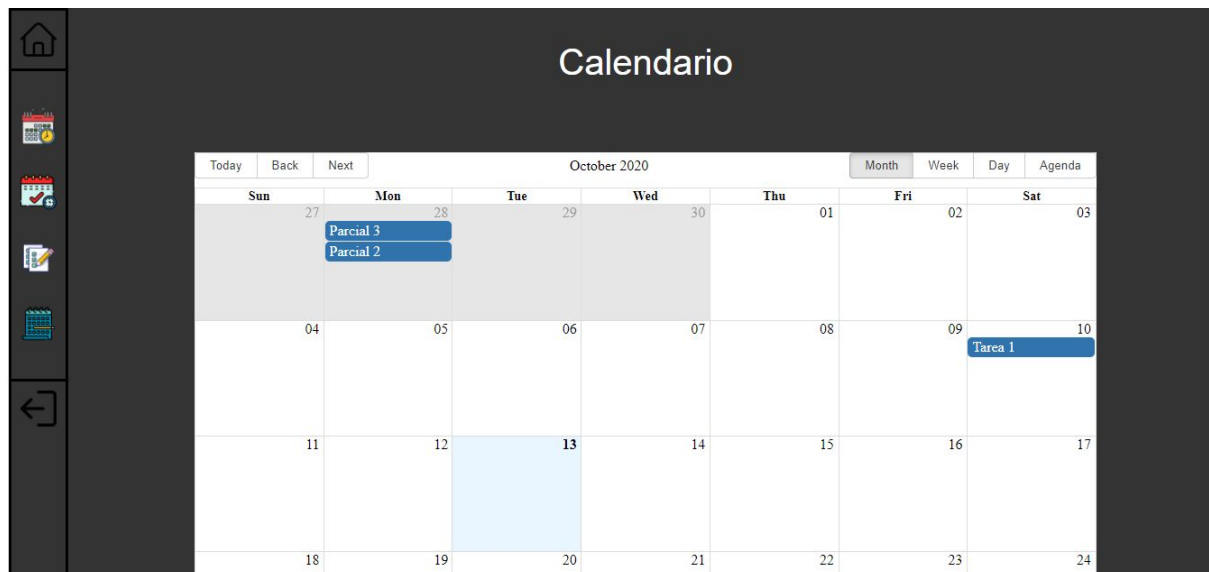 Calendario
Today Back Next October 2020 Month Week Day Agenda
Sun Mon Tue Wed Thu Fri Sat
27 28 29 30 01 02 03
Parcial 3
Parcial 2
04 05 06 07 08 09 10
Tarea 1
11 12 13 14 15 16 17
18 19 20 21 22 23 24